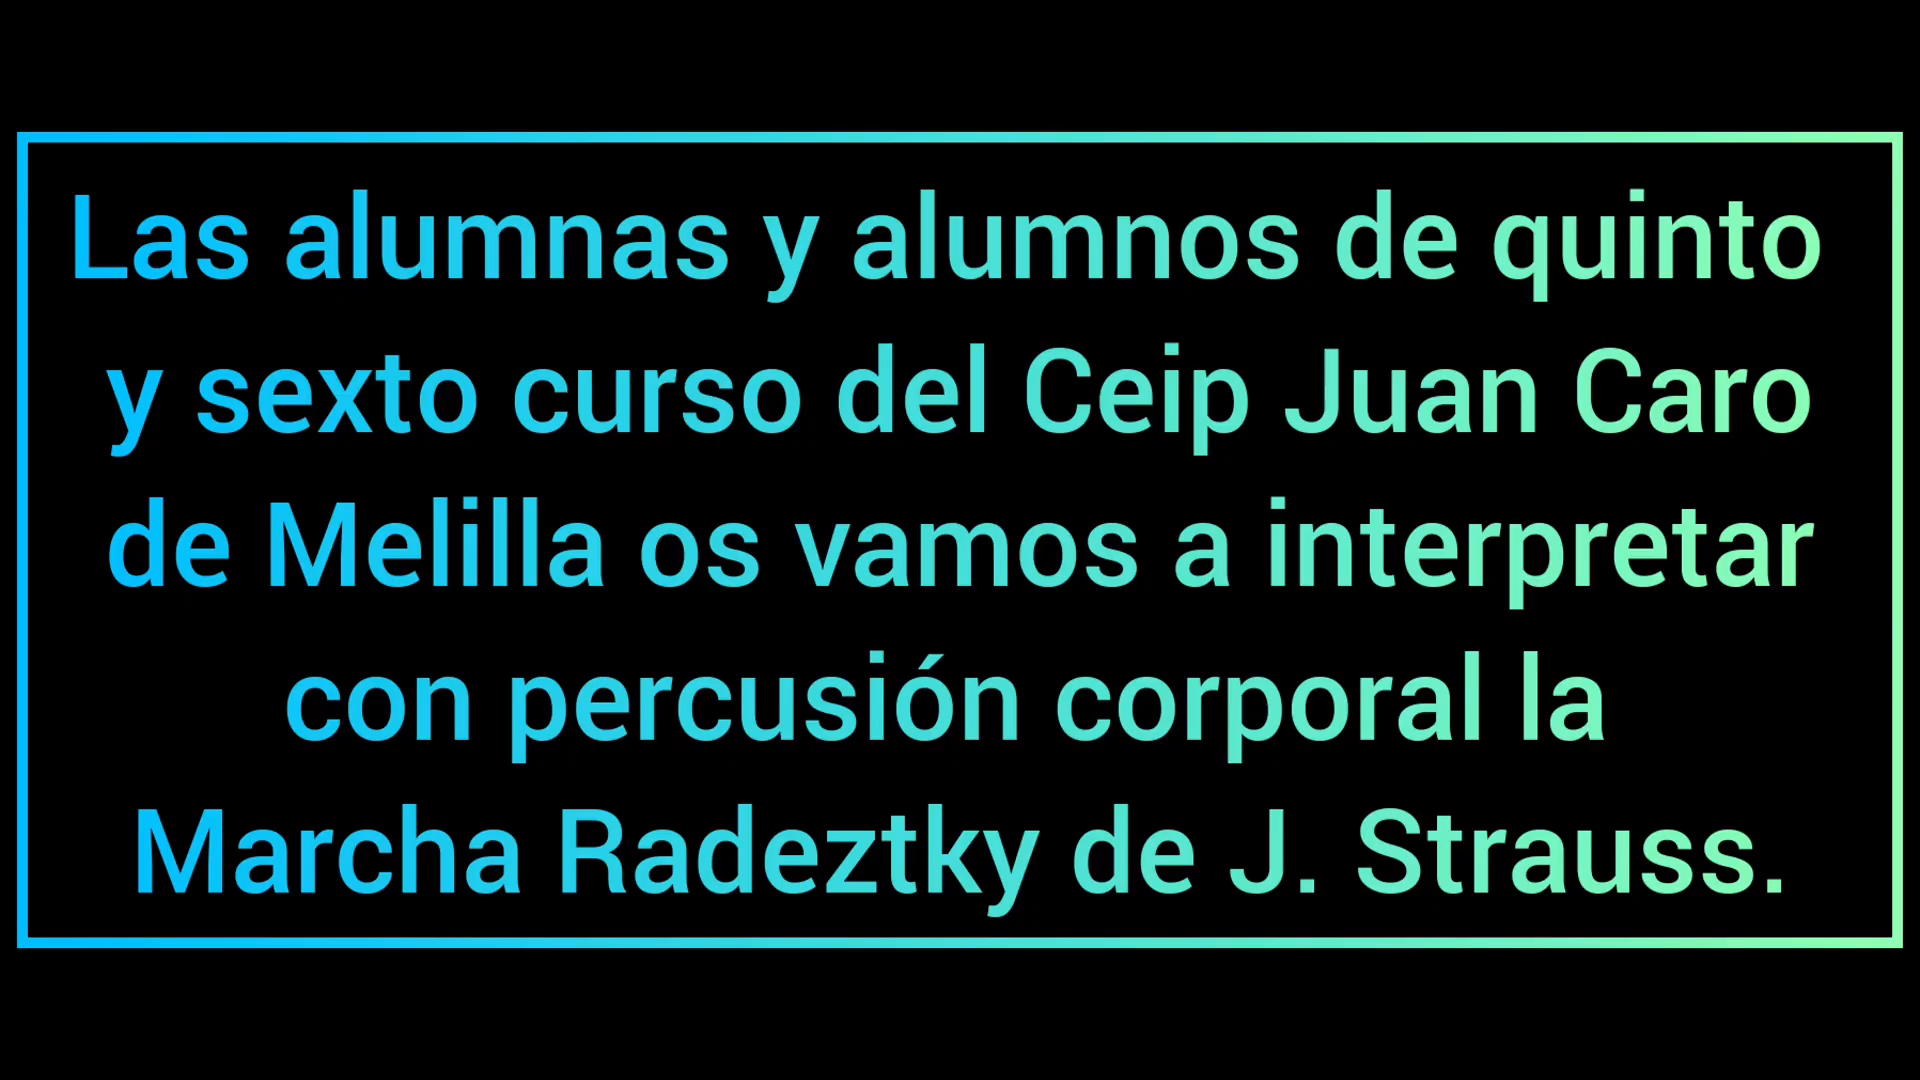 Las alumnas y alumnos de quinto
y sexto curso del Ceip Juan Caro
de Melilla os vamos a interpretar
con percusión corporal la
Marcha Radeztky de J. Strauss.